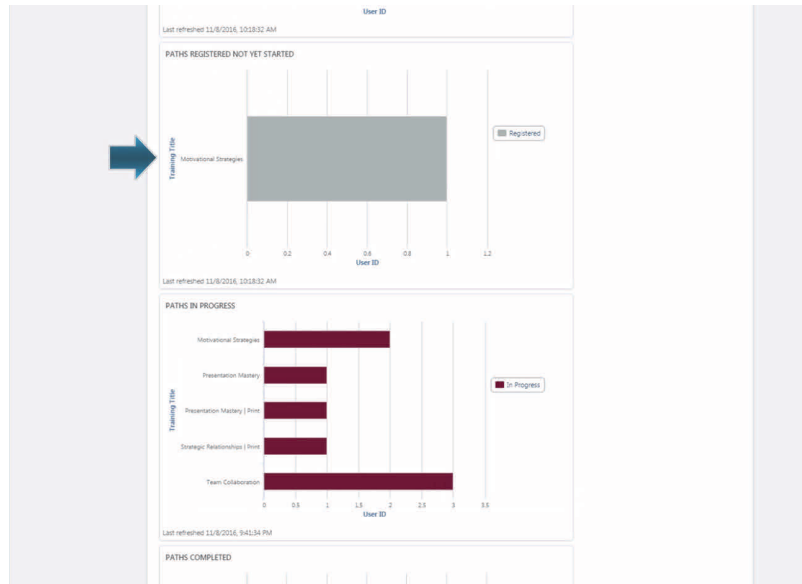 User ID
Last refreshed 11/8/2016, 10:18:32 AM
PATHS REGISTERED NOT YET STARTED
Training Title
Motivational Strategies
Registered
0 0.2 0.4 0.6 0.8 1 1.2
User ID
Last refreshed 11/8/2016, 10:18:32 AM
PATHS IN PROGRESS
Training Title
Motivational Strategies
Presentation Mastery
Presentation Mastery | Print
Strategic Relationships | Print
Team Collaboration
In Progress
0 0.5 1 1.5 2 2.5 3 3.5
User ID
Last refreshed 11/8/2016, 9:41:34 PM
PATHS COMPLETED